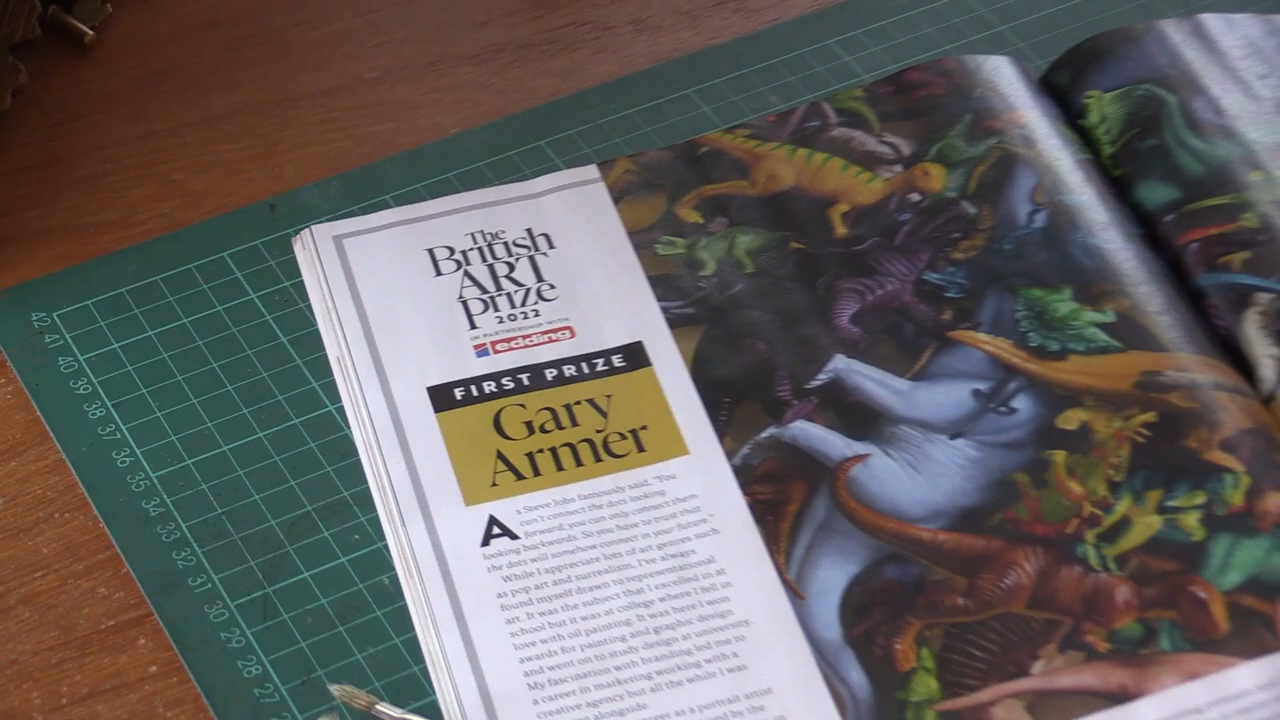 The
British
ART
prize
2022
IN PARTNERSHIP WITH
edding
FIRST PRIZE
Gary
Armer
As Steve Jobs famously said, "You
can't connect the dots looking
forward; you can only connect them
looking backwards. So you have to trust that
the dots will somehow connect in your future."
While I appreciate lots of art genres such
as pop art and surrealism, I've always
found myself drawn to representational
art. It was the subject that I excelled in at
school but it was at college where I fell in
love with oil painting. It was here I won
awards for painting and graphic design
and went on to study design at university.
My fascination with branding led me to
a career in marketing working with a
creative agency but all the while I was
alongside
as a portrait artist
by the
42
41
40
39
38
37
36
35
34
33
32
31
30
29
28
27